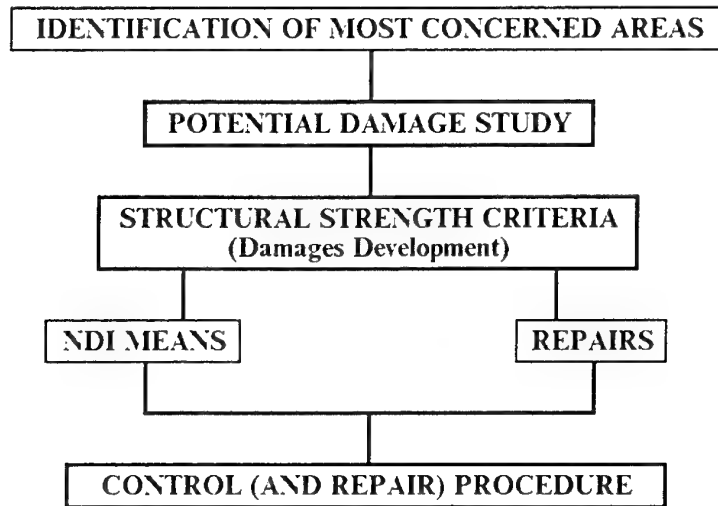 IDENTIFICATION OF MOST CONCERNED AREAS
POTENTIAL DAMAGE STUDY
STRUCTURAL STRENGTH CRITERIA
(Damages Development)
NDI MEANS
REPAIRS
CONTROL (AND REPAIR) PROCEDURE